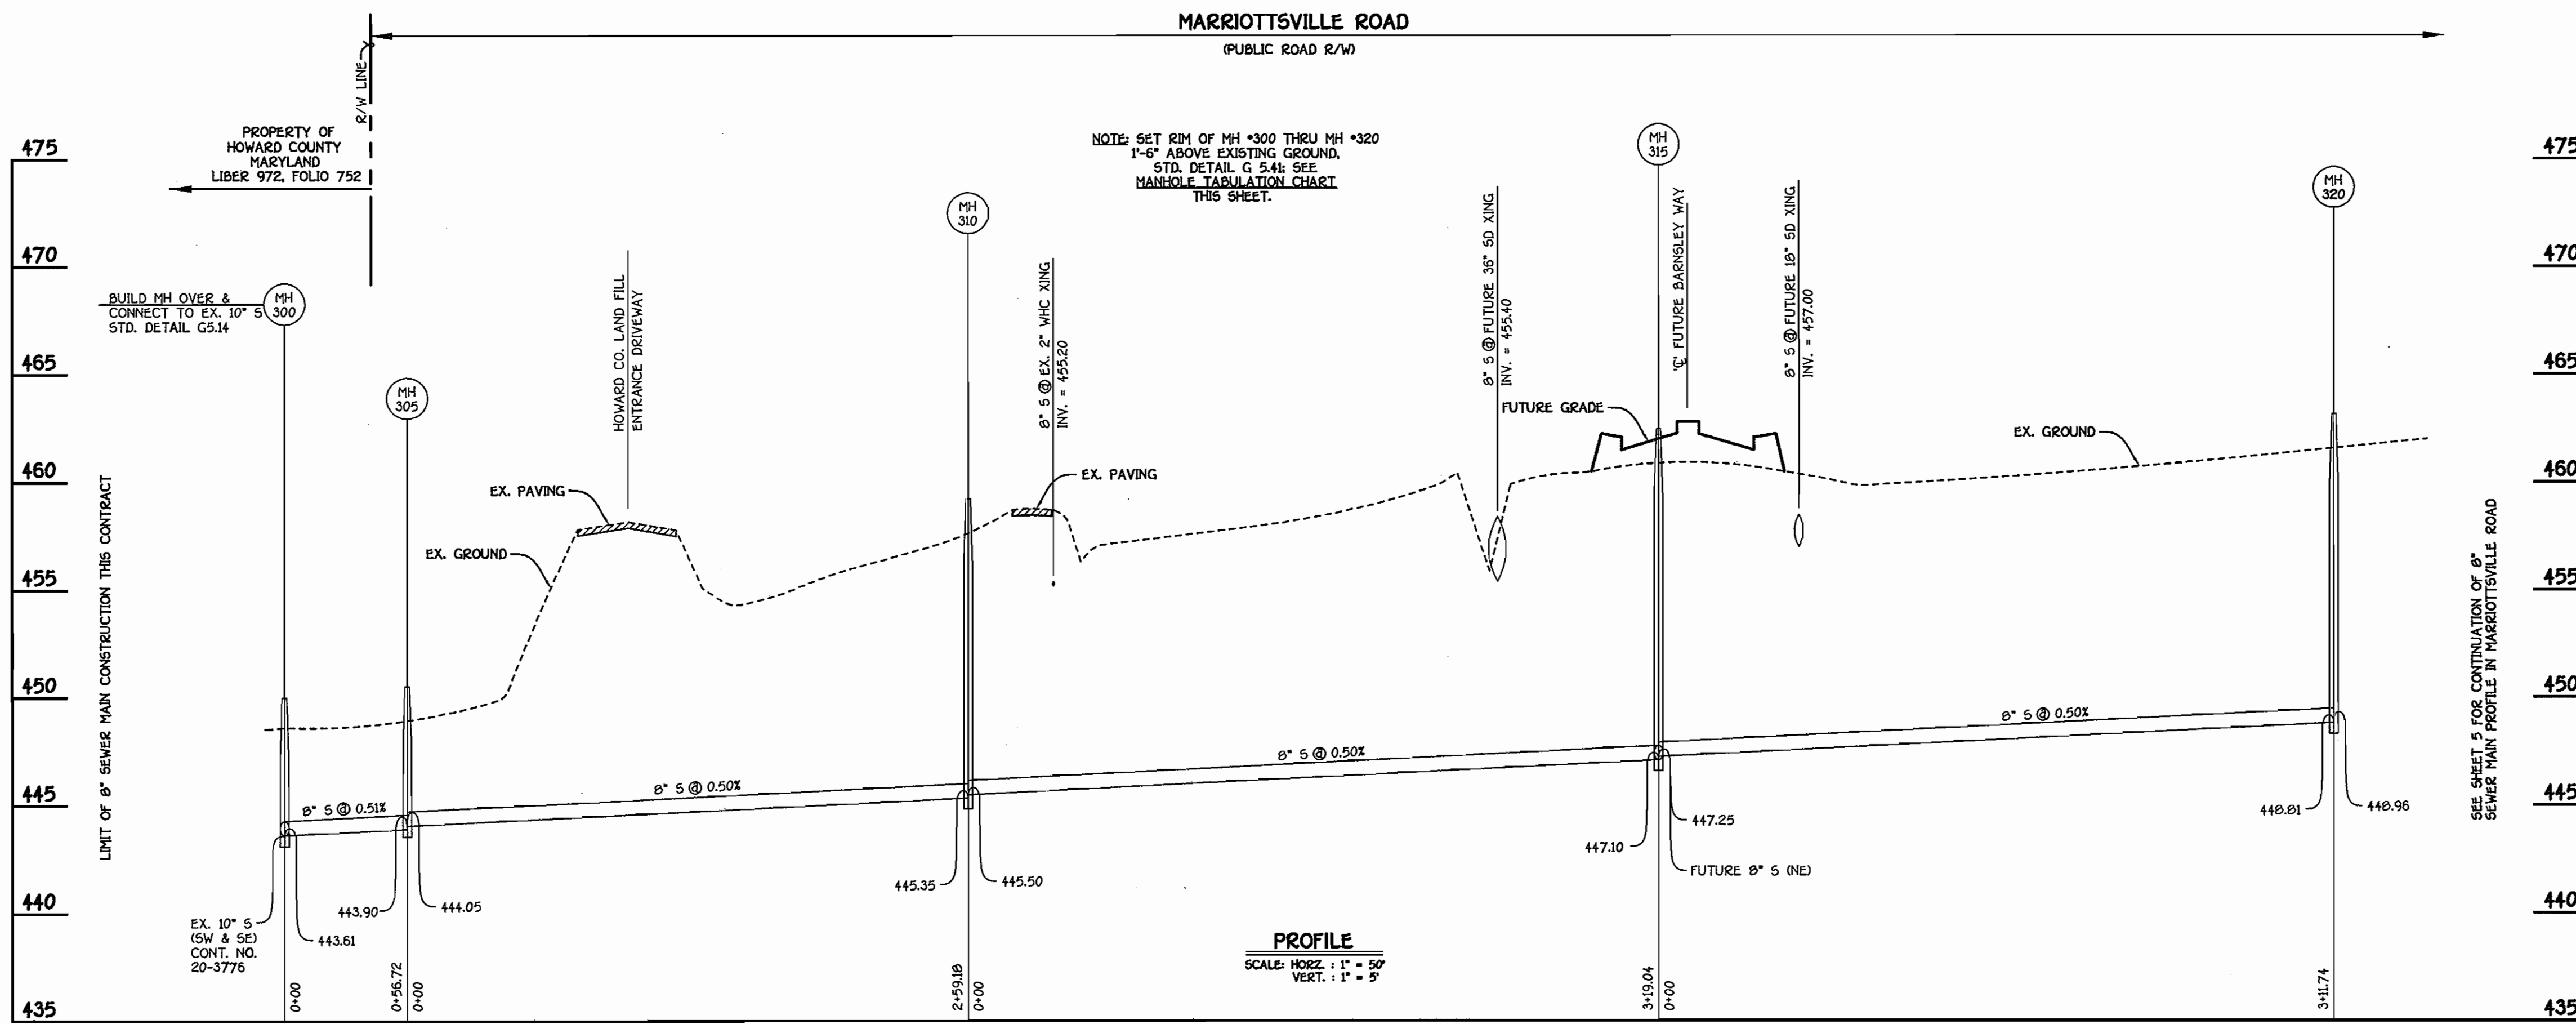 MARRIOTTSVILLE ROAD
(PUBLIC ROAD R/W)
R/W LINE
PROPERTY OF
HOWARD COUNTY
MARYLAND
LIBER 972, FOLIO 752
NOTE: SET RIM OF MH #300 THRU MH #320
1'-6" ABOVE EXISTING GROUND,
STD. DETAIL G 5.41; SEE
MANHOLE TABULATION CHART
THIS SHEET.
475
470
465
460
455
450
445
440
435
475
470
465
460
455
450
445
440
435
LIMIT OF 8" SEWER MAIN CONSTRUCTION THIS CONTRACT
BUILD MH OVER &
CONNECT TO EX. 10" S
STD. DETAIL G5.14
MH
300
MH
305
MH
310
MH
315
MH
320
HOWARD CO. LAND FILL
ENTRANCE DRIVEWAY
EX. PAVING
EX. GROUND
8" S @ EX. 2" WHC XING
INV. = 455.20
EX. PAVING
8" S @ FUTURE 36" SD XING
INV. = 455.40
FUTURE GRADE
℄ FUTURE BARNSLEY WAY
8" S @ FUTURE 18" SD XING
INV. = 457.00
EX. GROUND
8" S @ 0.51%
8" S @ 0.50%
8" S @ 0.50%
8" S @ 0.50%
EX. 10" S
(SW & SE)
CONT. NO.
20-3776
443.61
443.90
444.05
445.35
445.50
447.10
447.25
FUTURE 8" S (NE)
448.81
448.96
0+00
0+56.72
0+00
2+59.18
0+00
3+19.04
0+00
3+11.74
PROFILE
SCALE: HORZ. : 1" = 50'
VERT. : 1" = 5'
SEE SHEET 5 FOR CONTINUATION OF 8"
SEWER MAIN PROFILE IN MARRIOTTSVILLE ROAD